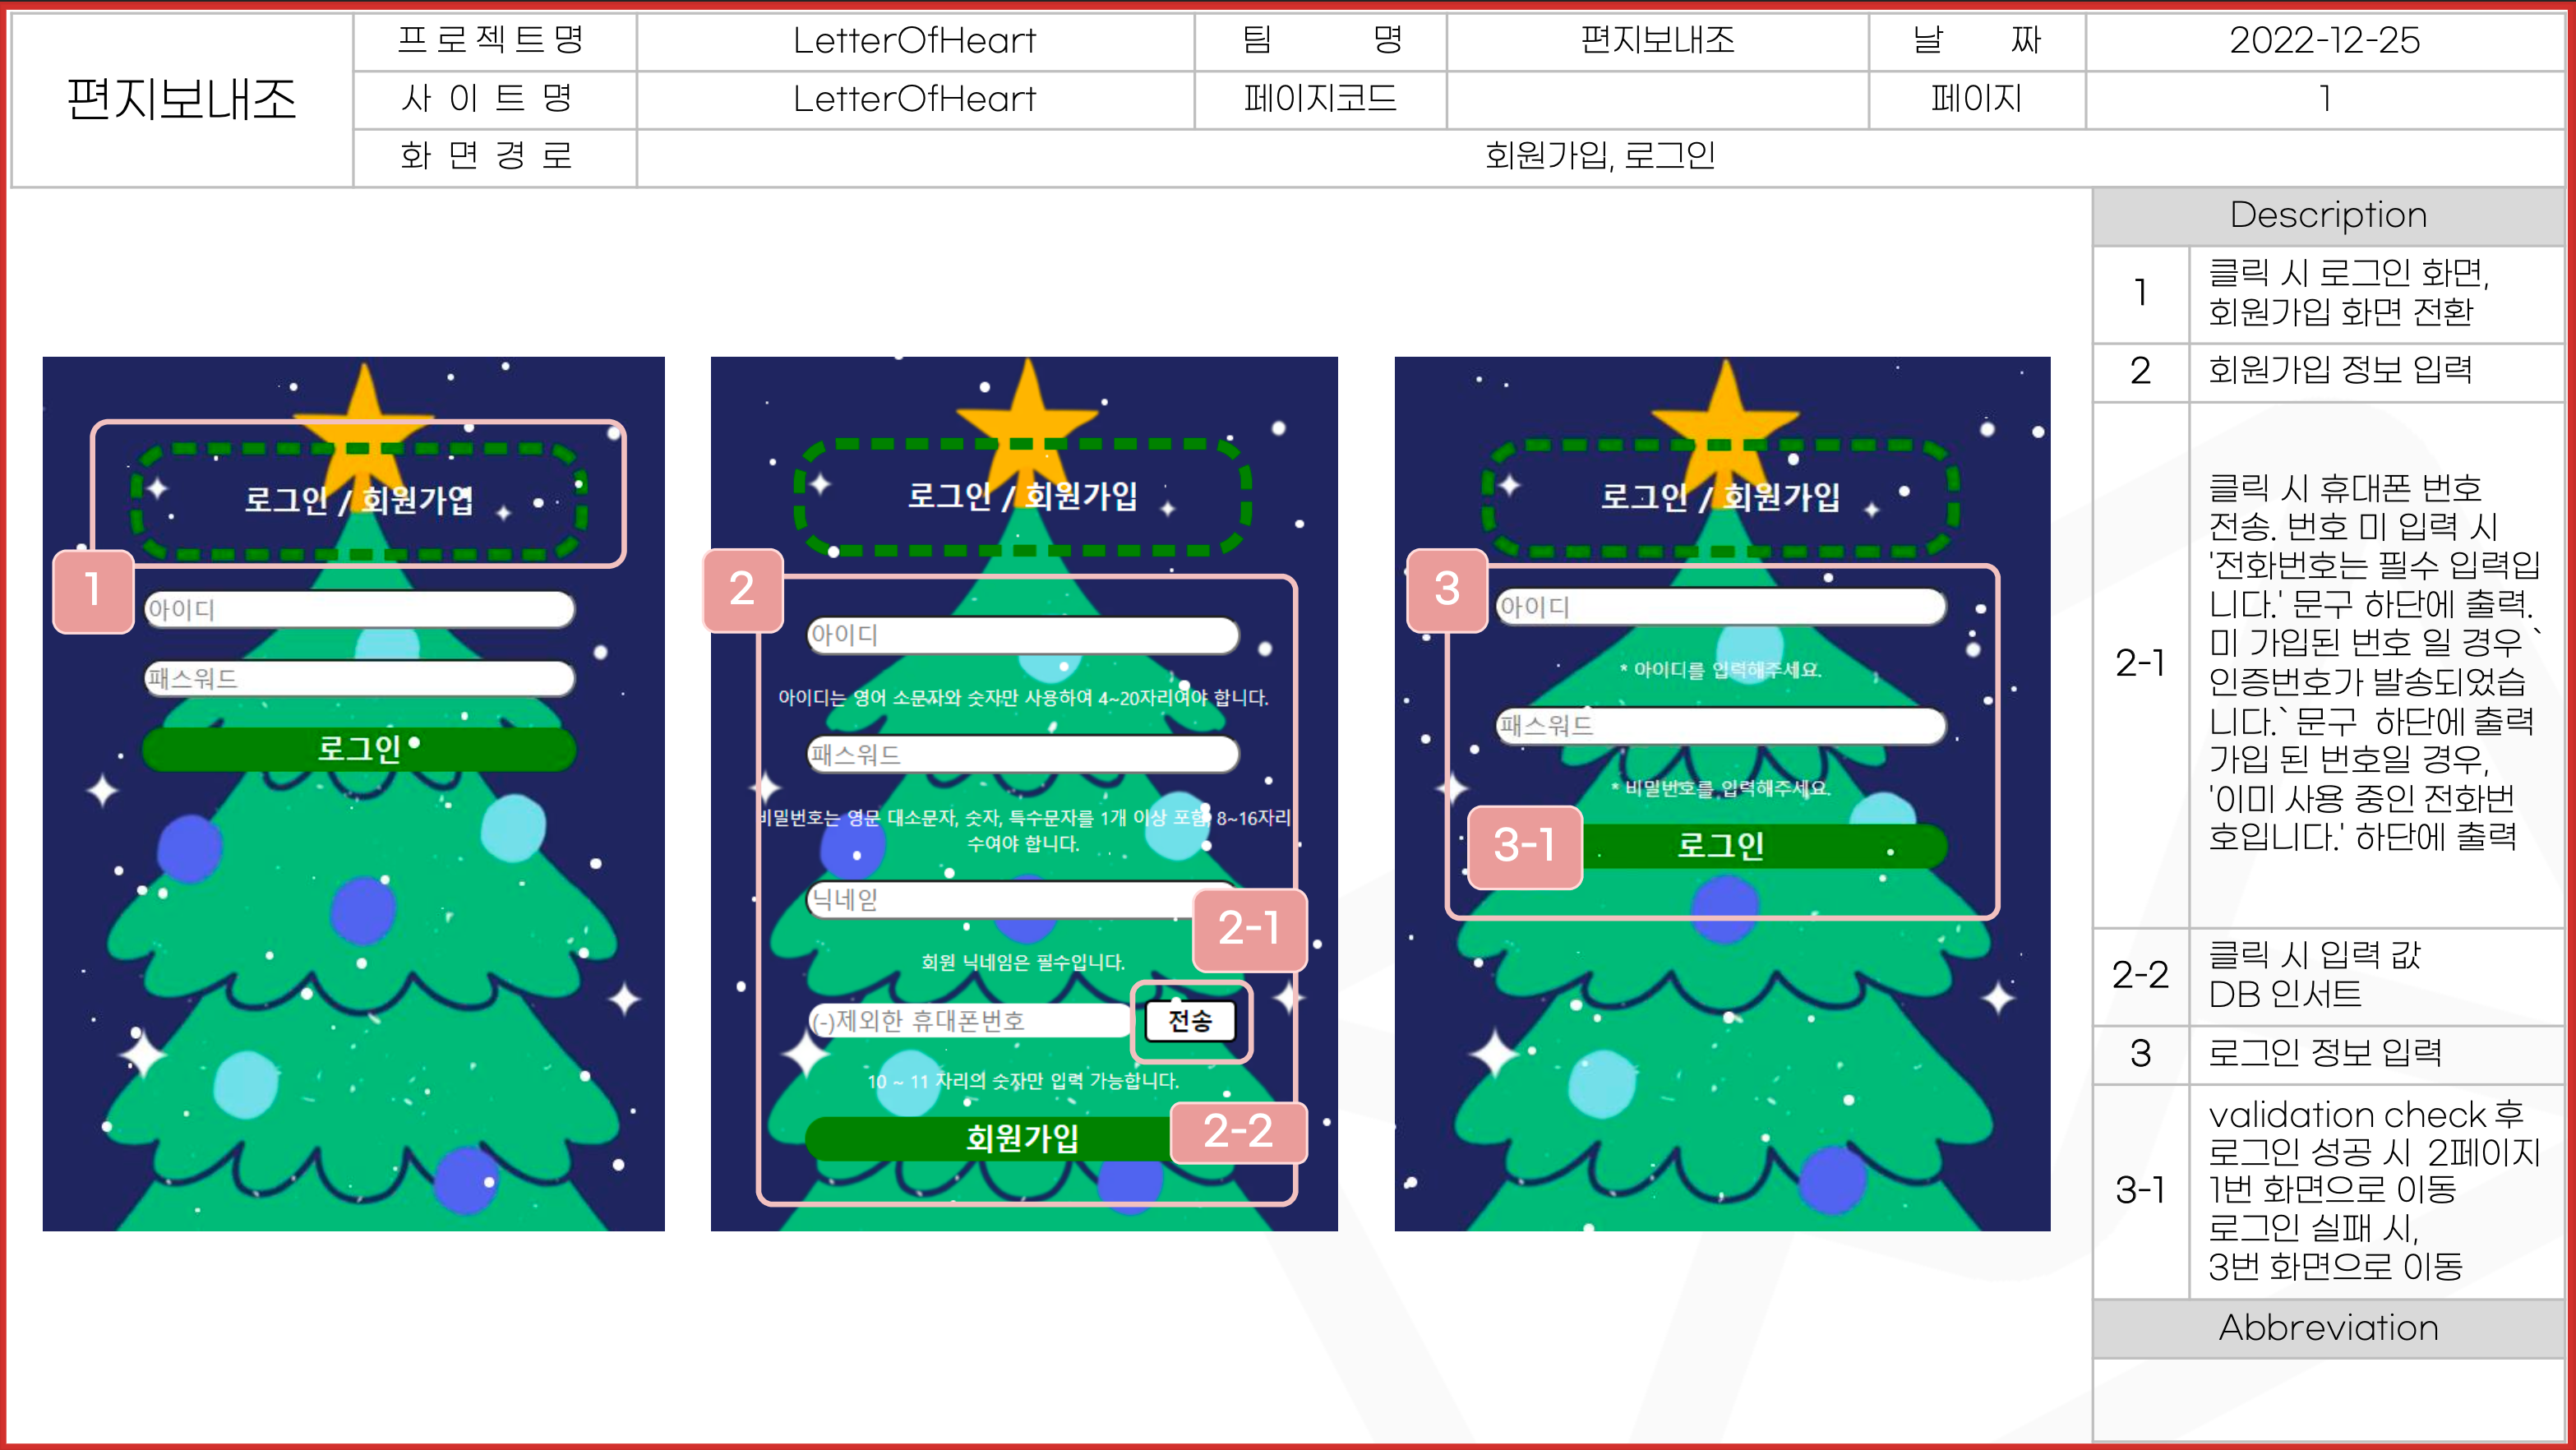 편지보내조
프로젝트명 LetterOfHeart 팀 명 편지보내조 날 짜 2022-12-25
사이트명 LetterOfHeart 페이지코드 페이지 1
화면경로 회원가입, 로그인
로그인 / 회원가입
1
아이디
패스워드
로그인
로그인 / 회원가입
2
아이디
아이디는 영어 소문자와 숫자만 사용하여 4~20자리여야 합니다.
패스워드
비밀번호는 영문 대소문자, 숫자, 특수문자를 1개 이상 포함 8~16자리
수여야 합니다.
닉네임
2-1
회원 닉네임은 필수입니다.
(-)제외한 휴대폰번호
전송
10 ~ 11 자리의 숫자만 입력 가능합니다.
회원가입
2-2
로그인 / 회원가입
3
아이디
* 아이디를 입력해주세요.
패스워드
* 비밀번호를 입력해주세요.
3-1
로그인
Description
1
클릭 시 로그인 화면,
회원가입 화면 전환
2
회원가입 정보 입력
2-1
클릭 시 휴대폰 번호
전송. 번호 미 입력 시
'전화번호는 필수 입력입
니다.' 문구 하단에 출력.
미 가입된 번호 일 경우 `
인증번호가 발송되었습
니다.` 문구 하단에 출력
가입 된 번호일 경우,
'이미 사용 중인 전화번
호입니다.' 하단에 출력
2-2
클릭 시 입력 값
DB 인서트
3
로그인 정보 입력
3-1
validation check 후
로그인 성공 시 2페이지
1번 화면으로 이동
로그인 실패 시,
3번 화면으로 이동
Abbreviation